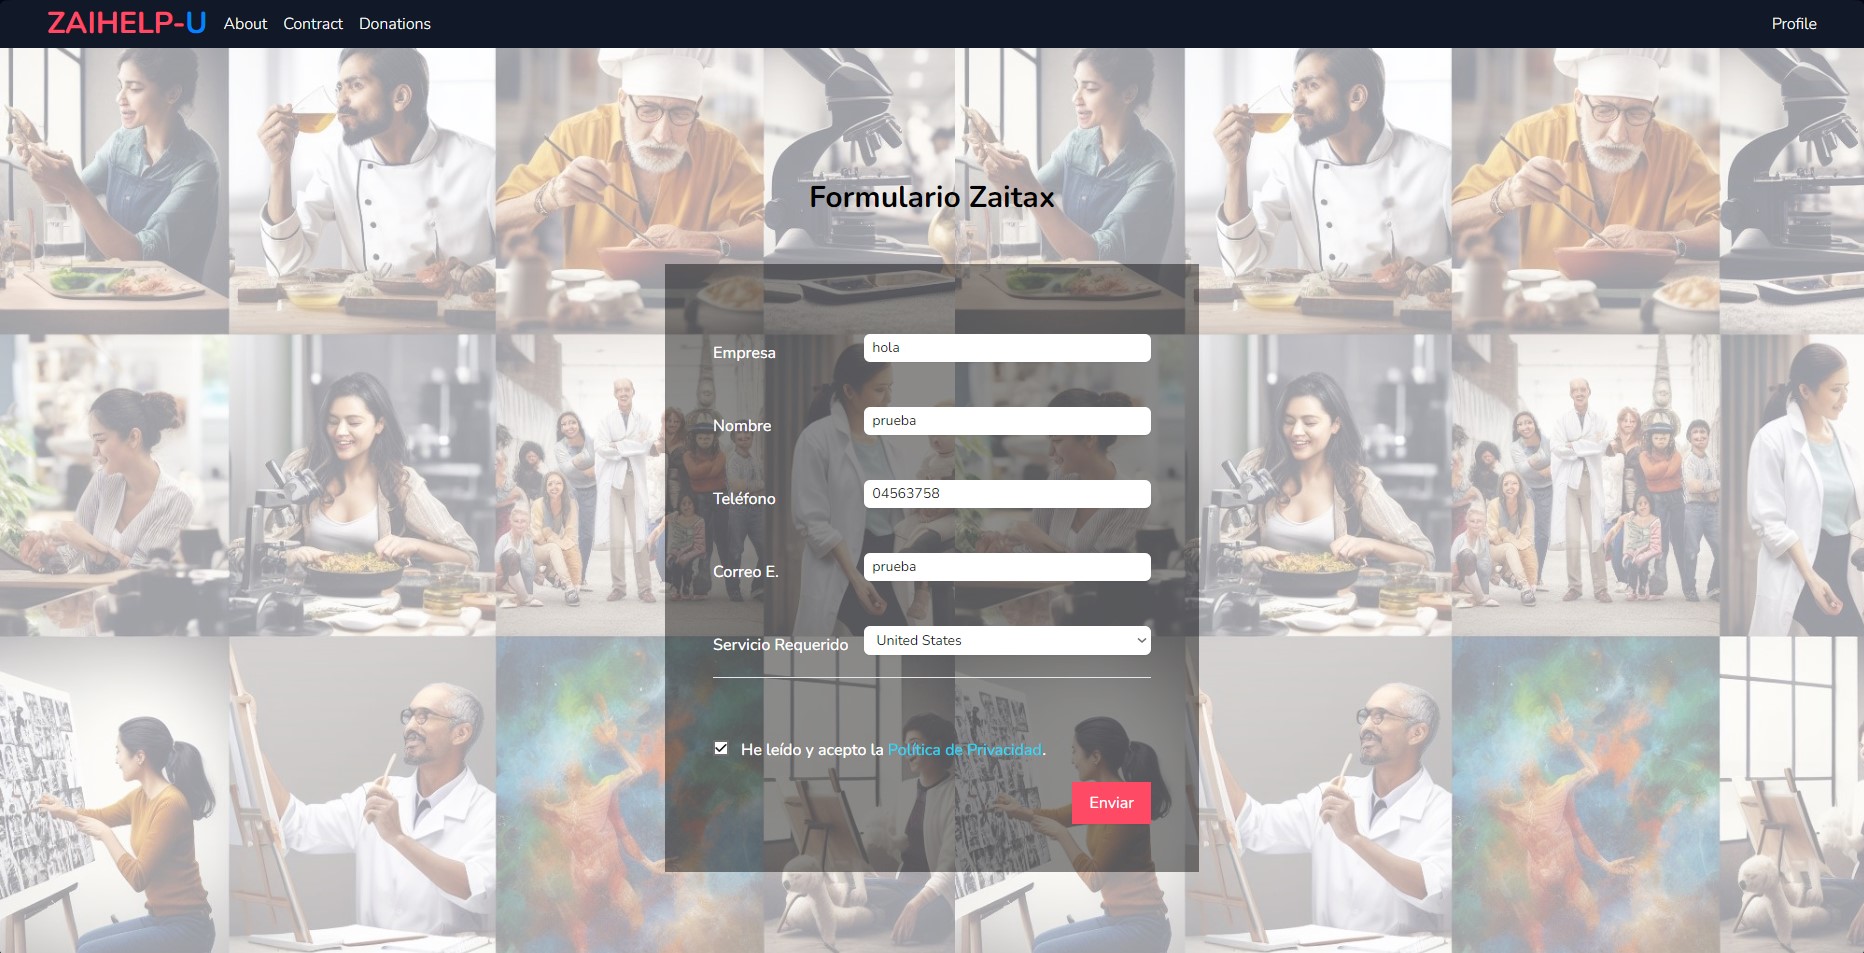 ZAIHELP-U About Contract Donations Profile
Formulario Zaitax
Empresa hola
Nombre prueba
Teléfono 04563758
Correo E. prueba
Servicio Requerido United States
He leído y acepto la Política de Privacidad.
Enviar